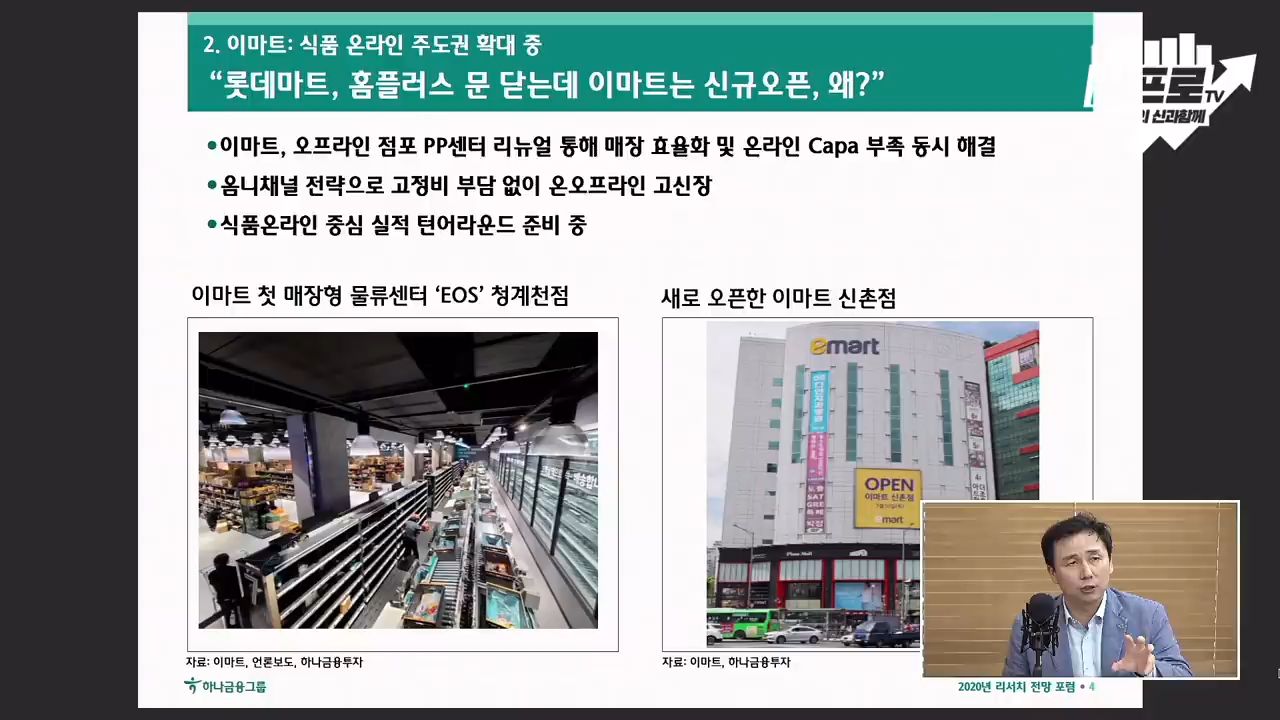 2. 이마트: 식품 온라인 주도권 확대 중
“롯데마트, 홈플러스 문 닫는데 이마트는 신규오픈, 왜?”
프로TV
신과함께
•이마트, 오프라인 점포 PP센터 리뉴얼 통해 매장 효율화 및 온라인 Capa 부족 동시 해결
•옴니채널 전략으로 고정비 부담 없이 온오프라인 고신장
•식품온라인 중심 실적 턴어라운드 준비 중
이마트 첫 매장형 물류센터 ‘EOS’ 청계천점
새로 오픈한 이마트 신촌점
emart
OPEN
이마트 신촌점
emart
자료: 이마트, 언론보도, 하나금융투자
자료: 이마트, 하나금융투자
하나금융그룹
2020년 리서치 전망 포럼 • 4